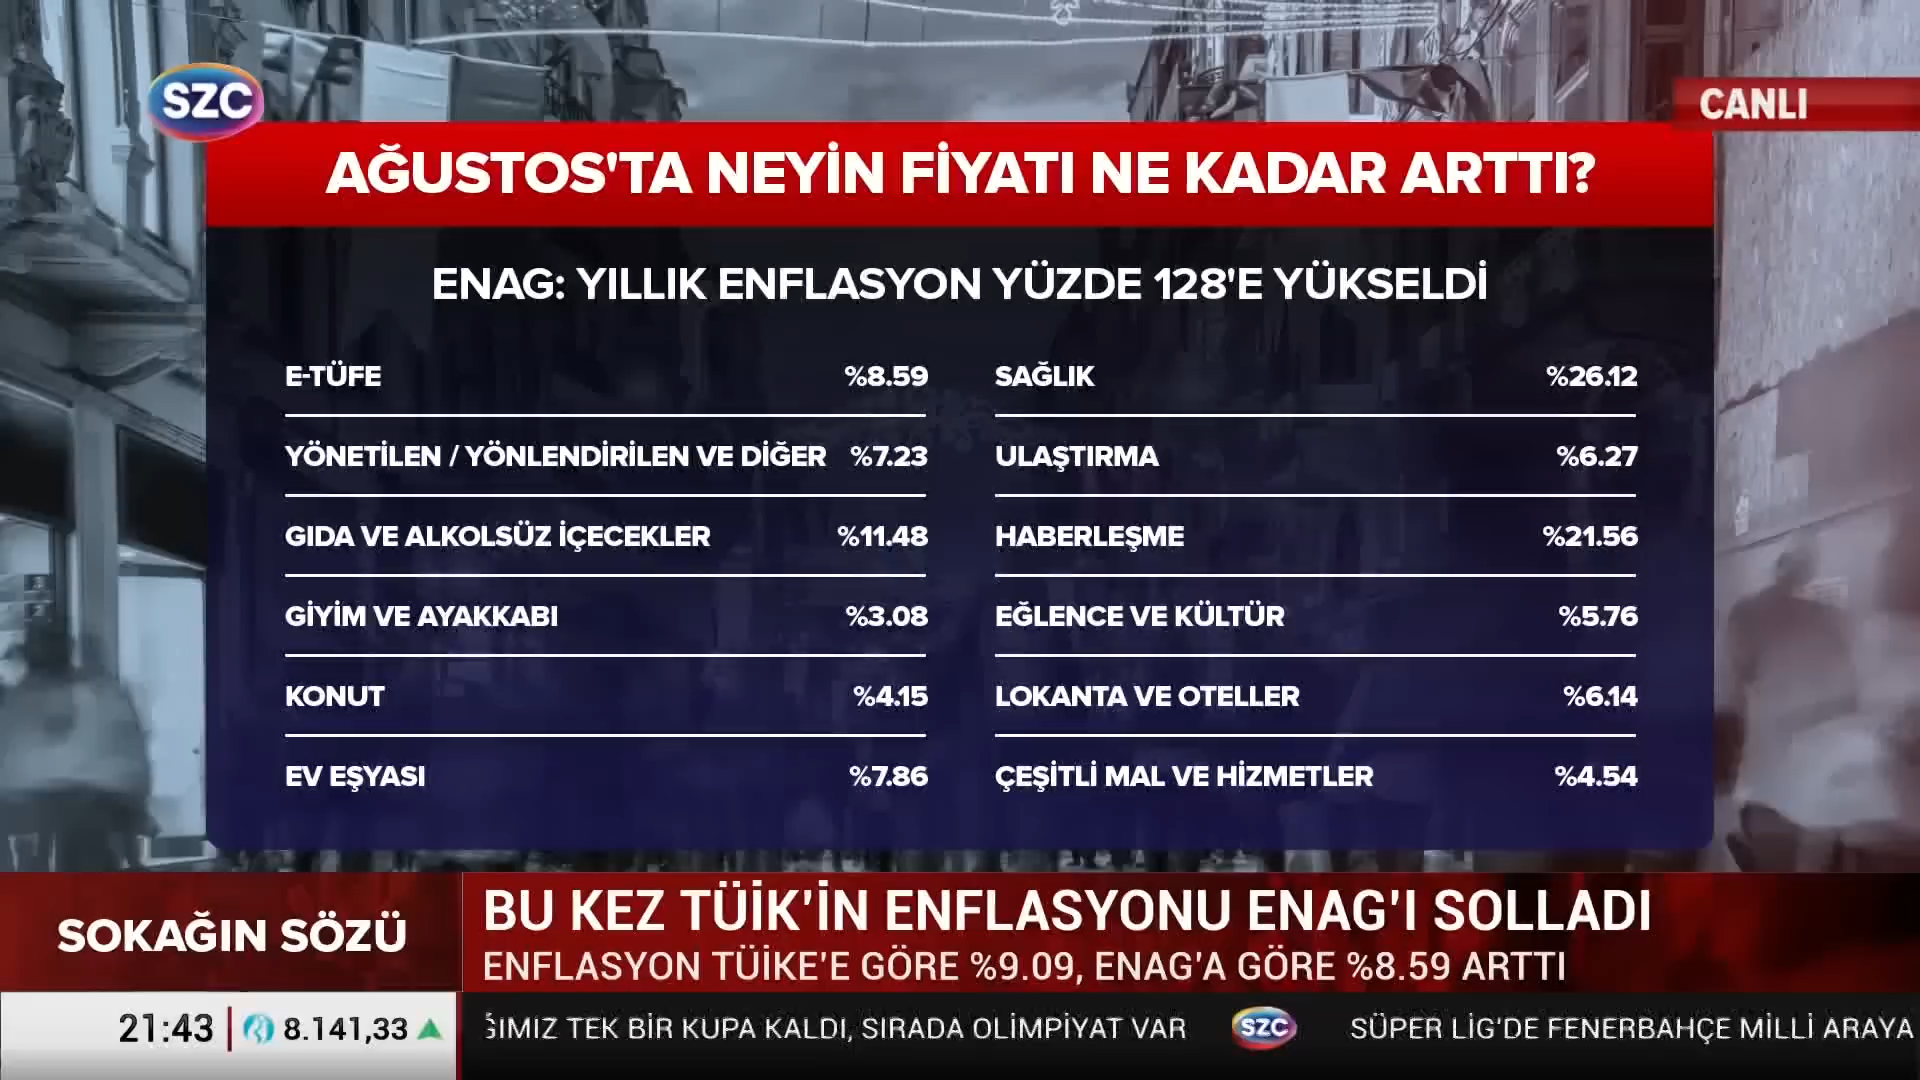 SZC
CANLI
AĞUSTOS'TA NEYİN FİYATI NE KADAR ARTTI?
ENAG: YILLIK ENFLASYON YÜZDE 128'E YÜKSELDİ
E-TÜFE %8.59
YÖNETİLEN / YÖNLENDİRİLEN VE DİĞER %7.23
GIDA VE ALKOLSÜZ İÇECEKLER %11.48
GİYİM VE AYAKKABI %3.08
KONUT %4.15
EV EŞYASI %7.86
SAĞLIK %26.12
ULAŞTIRMA %6.27
HABERLEŞME %21.56
EĞLENCE VE KÜLTÜR %5.76
LOKANTA VE OTELLER %6.14
ÇEŞİTLİ MAL VE HİZMETLER %4.54
SOKAĞIN SÖZÜ
BU KEZ TÜİK'İN ENFLASYONU ENAG'I SOLLADI
ENFLASYON TÜİKE'E GÖRE %9.09, ENAG'A GÖRE %8.59 ARTTI
21:43 8.141,33
TEK BİR KUPA KALDI, SIRADA OLİMPİYAT VAR SZC SÜPER LİG'DE FENERBAHÇE MİLLİ ARAYA